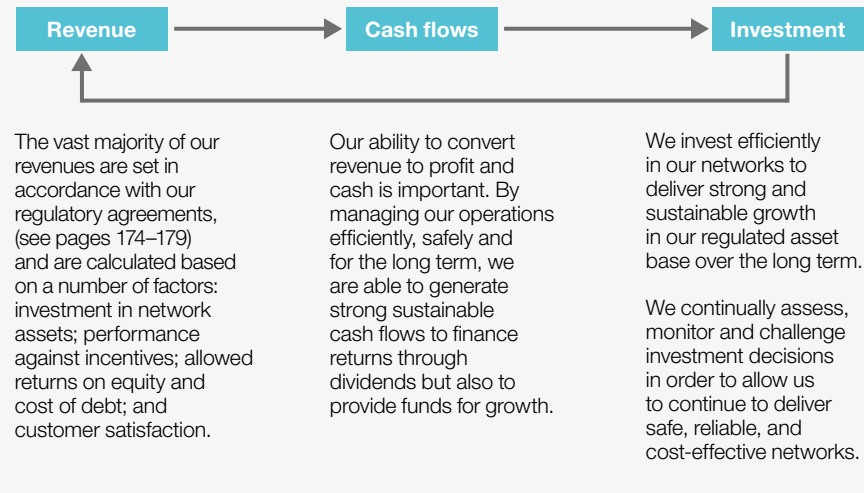 Revenue
Cash flows
Investment
The vast majority of our
revenues are set in
accordance with our
regulatory agreements,
(see pages 174–179)
and are calculated based
on a number of factors:
investment in network
assets; performance
against incentives; allowed
returns on equity and
cost of debt; and
customer satisfaction.
Our ability to convert
revenue to profit and
cash is important. By
managing our operations
efficiently, safely and
for the long term, we
are able to generate
strong sustainable
cash flows to finance
returns through
dividends but also to
provide funds for growth.
We invest efficiently
in our networks to
deliver strong and
sustainable growth
in our regulated asset
base over the long term.
We continually assess,
monitor and challenge
investment decisions
in order to allow us
to continue to deliver
safe, reliable, and
cost-effective networks.